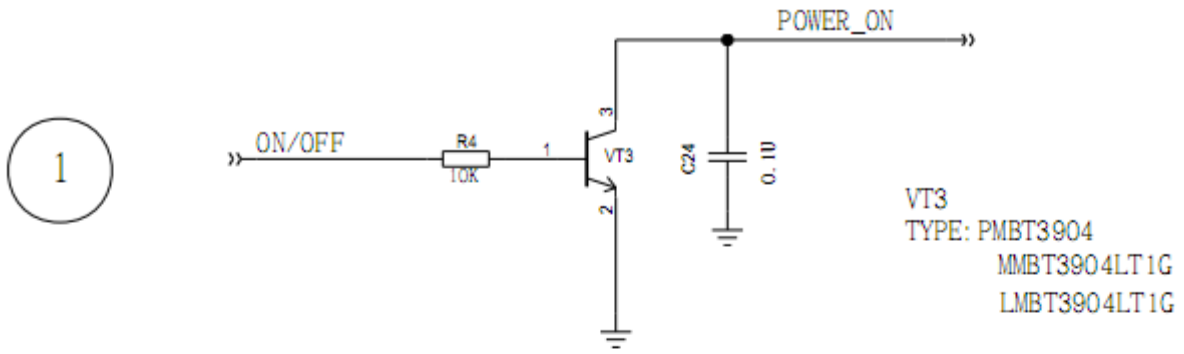 POWER_ON
1
ON/OFF
R4
10K
1
3
VT3
2
C24
0.1U
VT3
TYPE: PMBT3904
MMBT3904LT1G
LMBT3904LT1G